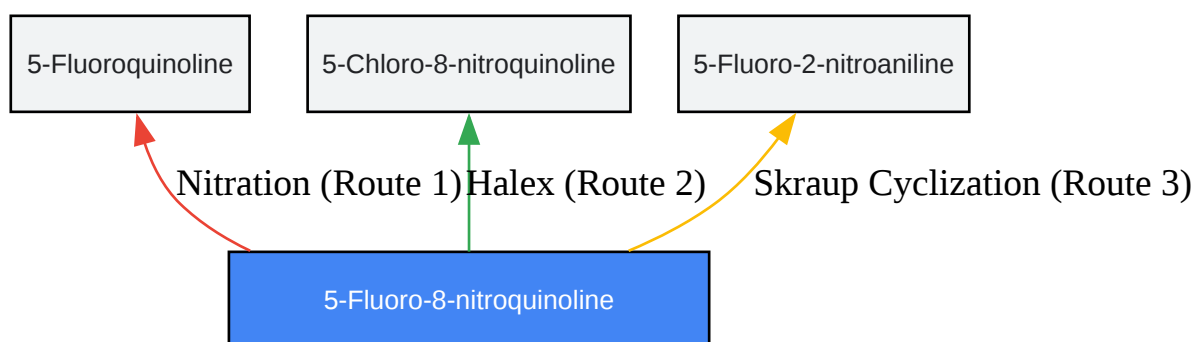 5-Fluoroquinoline
5-Chloro-8-nitroquinoline
5-Fluoro-2-nitroaniline
Nitration (Route 1)
Halex (Route 2)
Skraup Cyclization (Route 3)
5-Fluoro-8-nitroquinoline